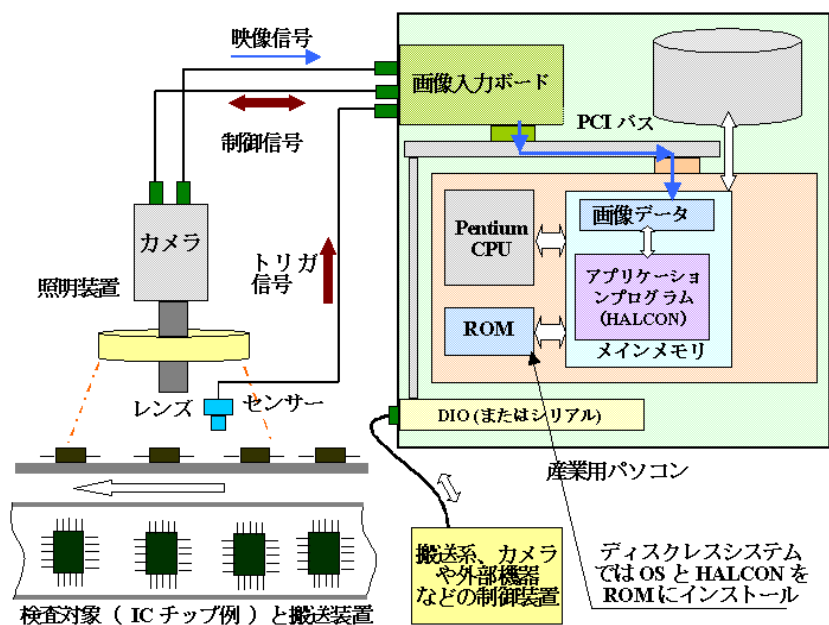 映像信号
画像入力ボード
制御信号
PCI バス
カメラ
Pentium
CPU
画像データ
トリガ
信号
アプリケーショ
ンプログラム
(HALCON)
照明装置
ROM
メインメモリ
レンズ
センサー
DIO (またはシリアル)
産業用パソコン
搬送系、カメラ
や外部機器
などの制御装置
ディスクレスシステム
では OS と HALCON を
ROM にインストール
検査対象 ( IC チップ例 ) と搬送装置